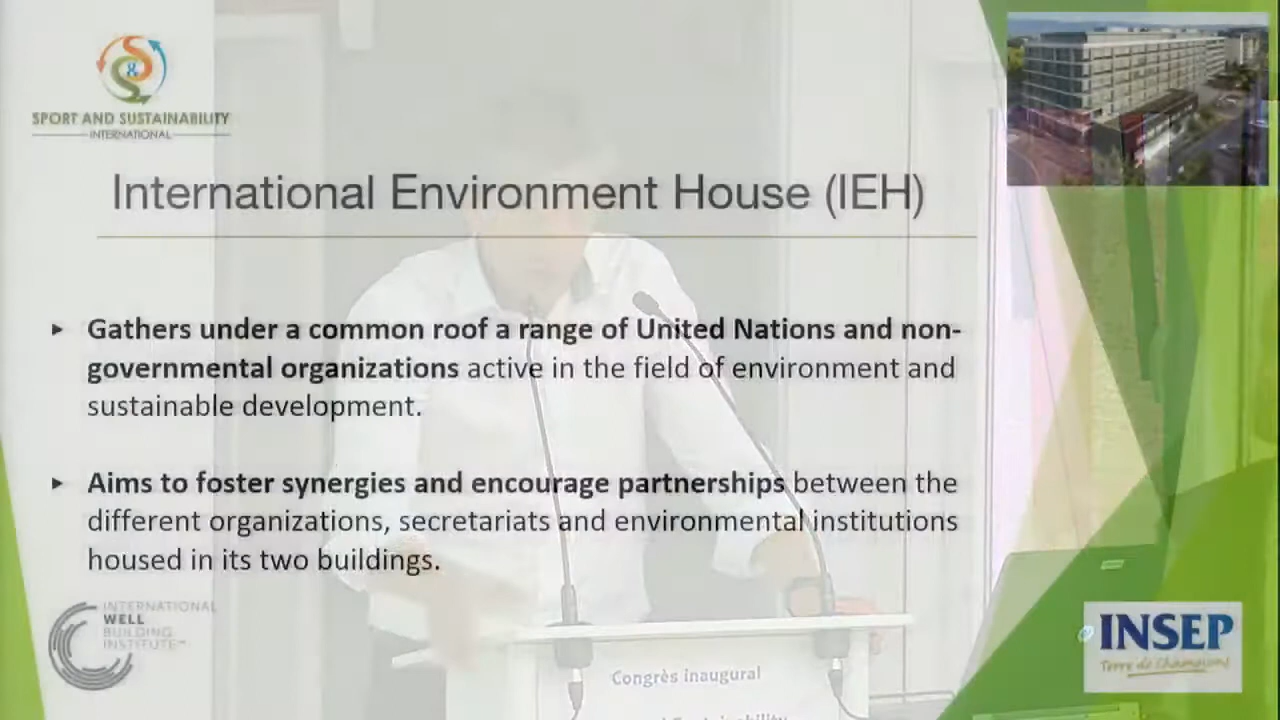 SPORT AND SUSTAINABILITY
INTERNATIONAL
International Environment House (IEH)
Gathers under a common roof a range of United Nations and non-
governmental organizations active in the field of environment and
sustainable development.
Aims to foster synergies and encourage partnerships between the
different organizations, secretariats and environmental institutions
housed in its two buildings.
INTERNATIONAL
WELL
BUILDING
INSTITUTE™
INSEP
Terre de Champions
Congrès inaugural
Sustainability